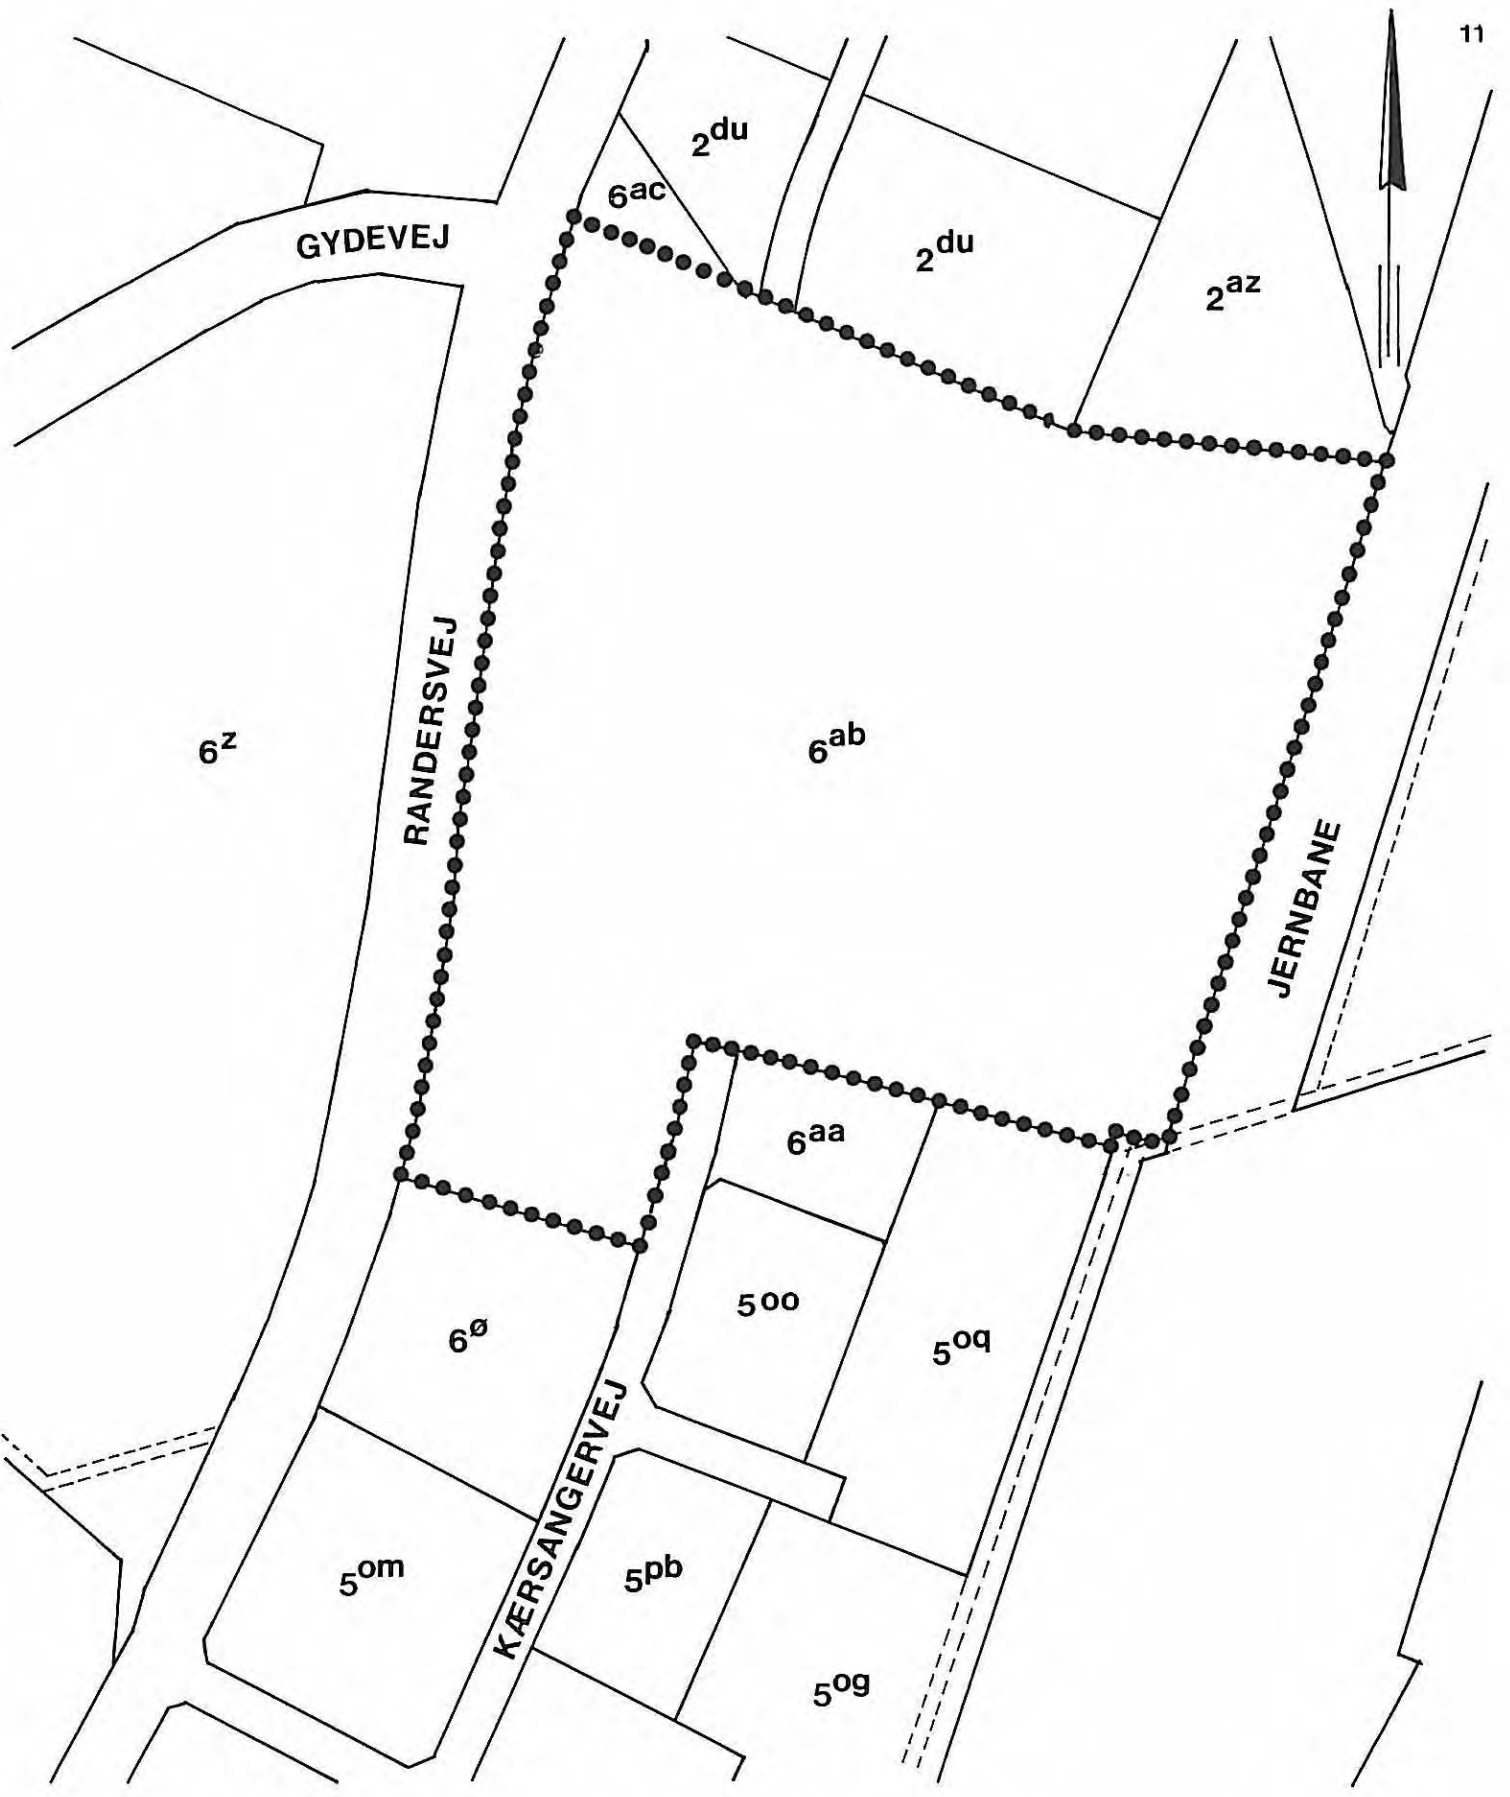 11
2du
6ac
GYDEVEJ
2du
2az
RANDERSVEJ
6z
6ab
JERNBANE
6aa
5oo
6ø
5oq
KÆRSANGERVEJ
5om
5pb
5og